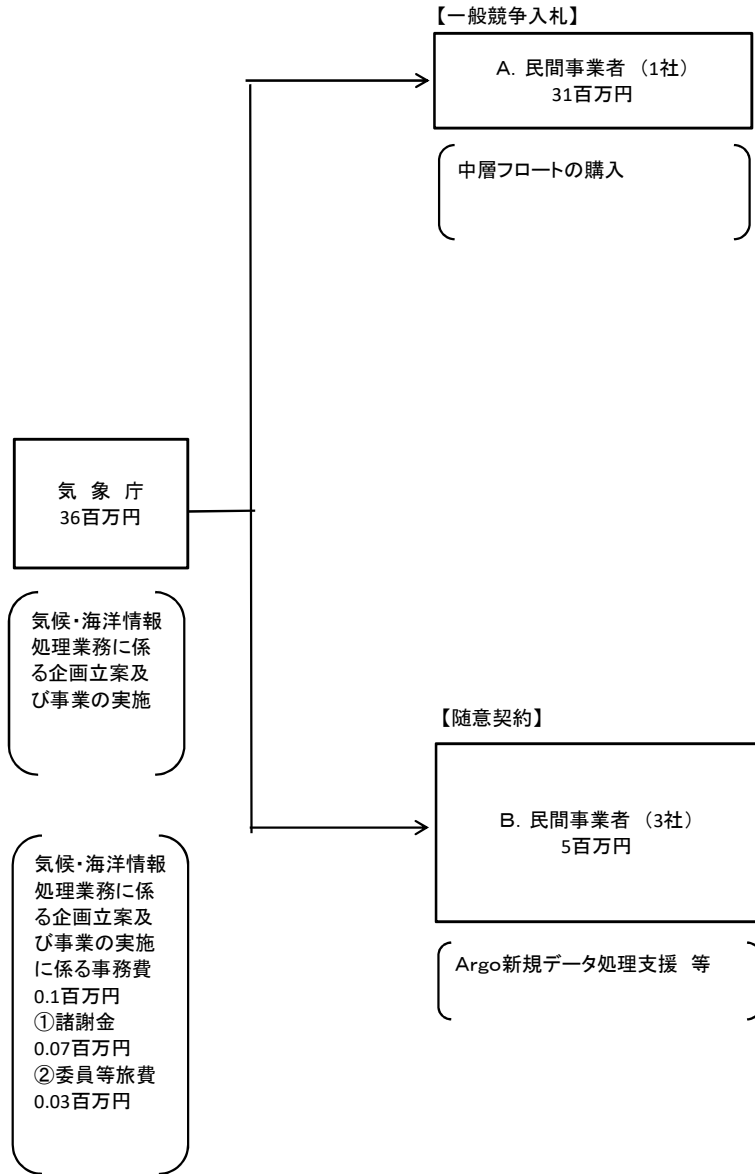 【一般競争入札】
A. 民間事業者 （1社）
31百万円
中層フロートの購入
気 象 庁
36百万円
気候・海洋情報
処理業務に係
る企画立案及
び事業の実施
【随意契約】
B. 民間事業者 （3社）
5百万円
Argo新規データ処理支援 等
気候・海洋情報
処理業務に係
る企画立案及
び事業の実施
に係る事務費
0.1百万円
①諸謝金
0.07百万円
②委員等旅費
0.03百万円